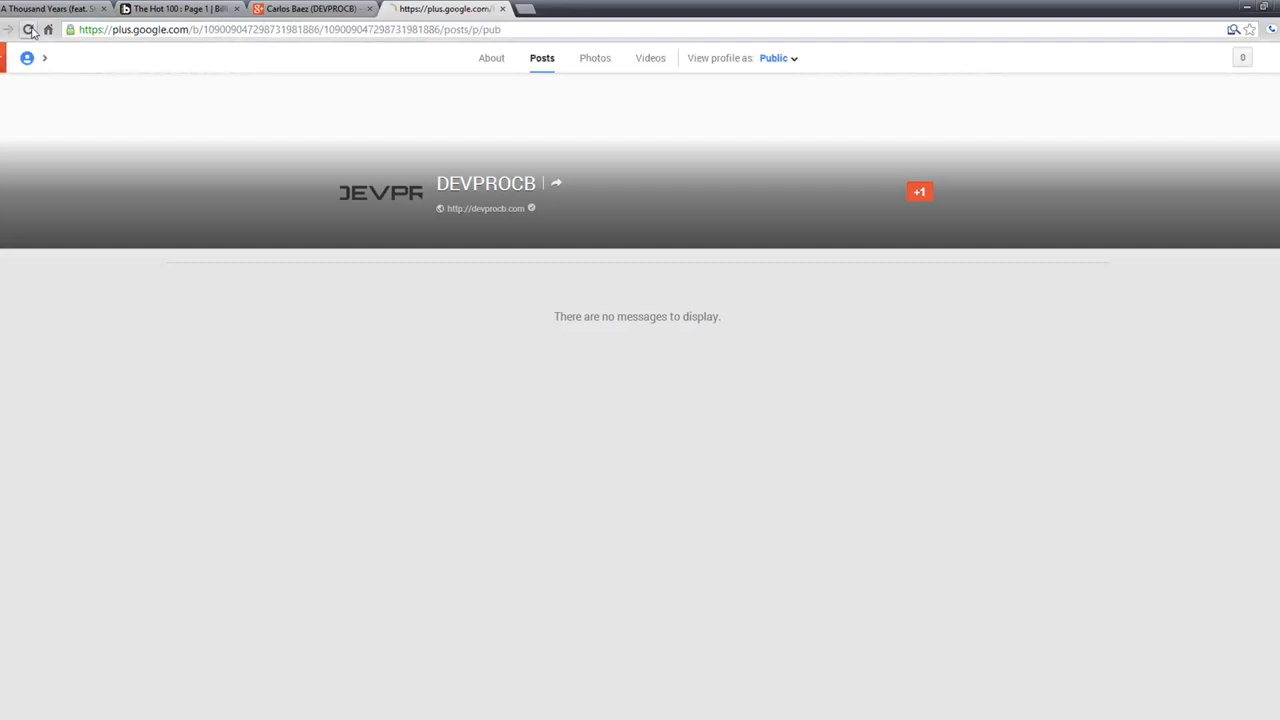 A Thousand Years (feat. S
The Hot 100 : Page 1 | Bill
Carlos Baez (DEVPROCB)
https://plus.google.com/
https://plus.google.com/b/109009047298731981886/109009047298731981886/posts/p/pub
About
Posts
Photos
Videos
View profile as:
Public
0
DEVPR
DEVPROCB
+1
http://devprocb.com
There are no messages to display.